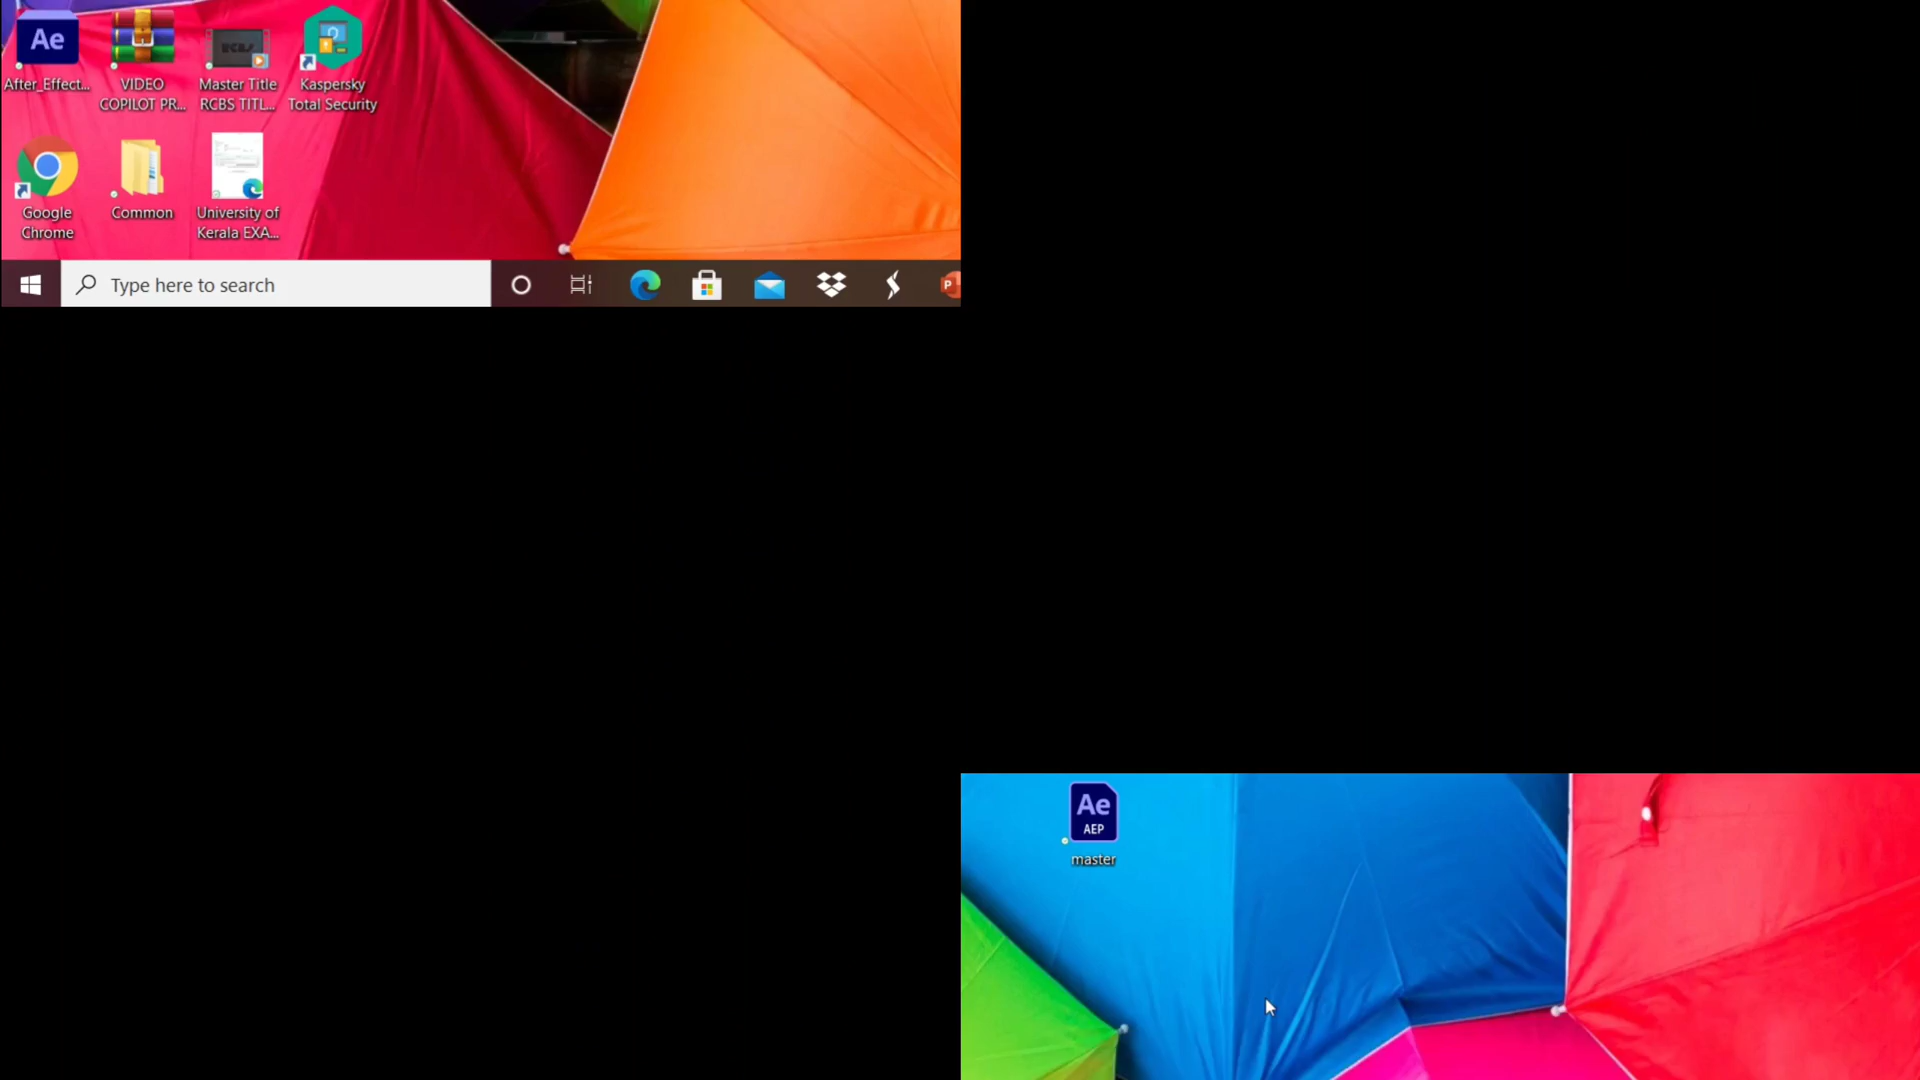 Ae
After_Effect...
VIDEO
COPILOT PR...
RCBS
Master Title
RCBS TITL...
Kaspersky
Total Security
Google
Chrome
Common
University of
Kerala EXA...
Type here to search
P
Ae
AEP
master